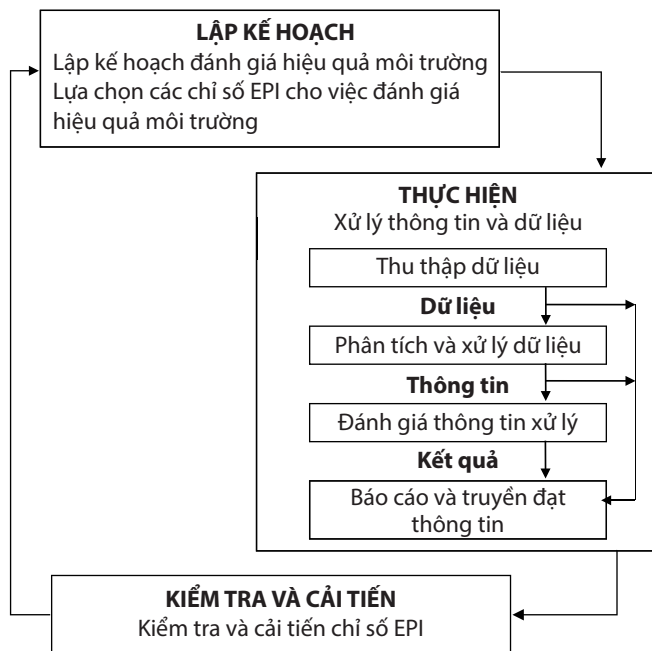 LẬP KẾ HOẠCH
Lập kế hoạch đánh giá hiệu quả môi trường
Lựa chọn các chỉ số EPI cho việc đánh giá
hiệu quả môi trường
THỰC HIỆN
Xử lý thông tin và dữ liệu
Thu thập dữ liệu
Dữ liệu
Phân tích và xử lý dữ liệu
Thông tin
Đánh giá thông tin xử lý
Kết quả
Báo cáo và truyền đạt
thông tin
KIỂM TRA VÀ CẢI TIẾN
Kiểm tra và cải tiến chỉ số EPI